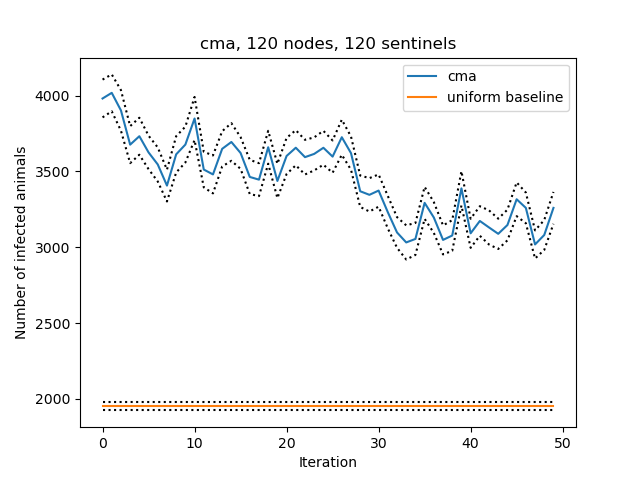 cma, 120 nodes, 120 sentinels
cma
uniform baseline
Number of infected animals
4000
3500
3000
2500
2000
0 10 20 30 40 50
Iteration